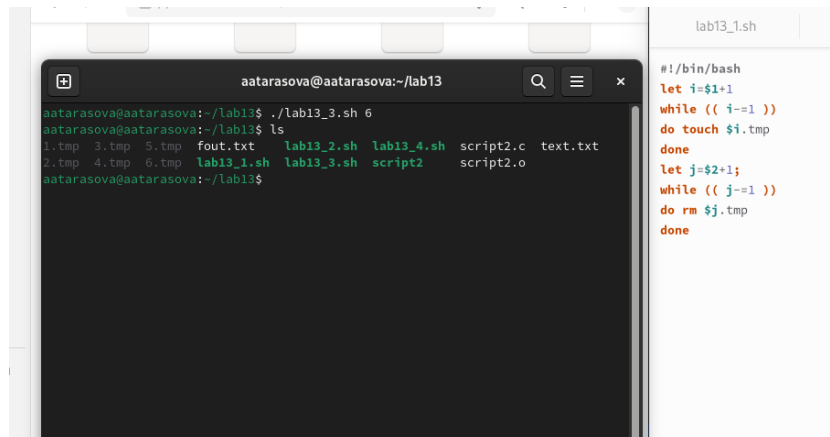 aatarasova@aatarasova:~/lab13
aatarasova@aatarasova:~/lab13$ ./lab13_3.sh 6
aatarasova@aatarasova:~/lab13$ ls
1.tmp 3.tmp 5.tmp fout.txt lab13_2.sh lab13_4.sh script2.c text.txt
2.tmp 4.tmp 6.tmp lab13_1.sh lab13_3.sh script2 script2.o
aatarasova@aatarasova:~/lab13$
lab13_1.sh
#!/bin/bash
let i=$1+1
while (( i-=1 ))
do touch $i.tmp
done
let j=$2+1;
while (( j-=1 ))
do rm $j.tmp
done